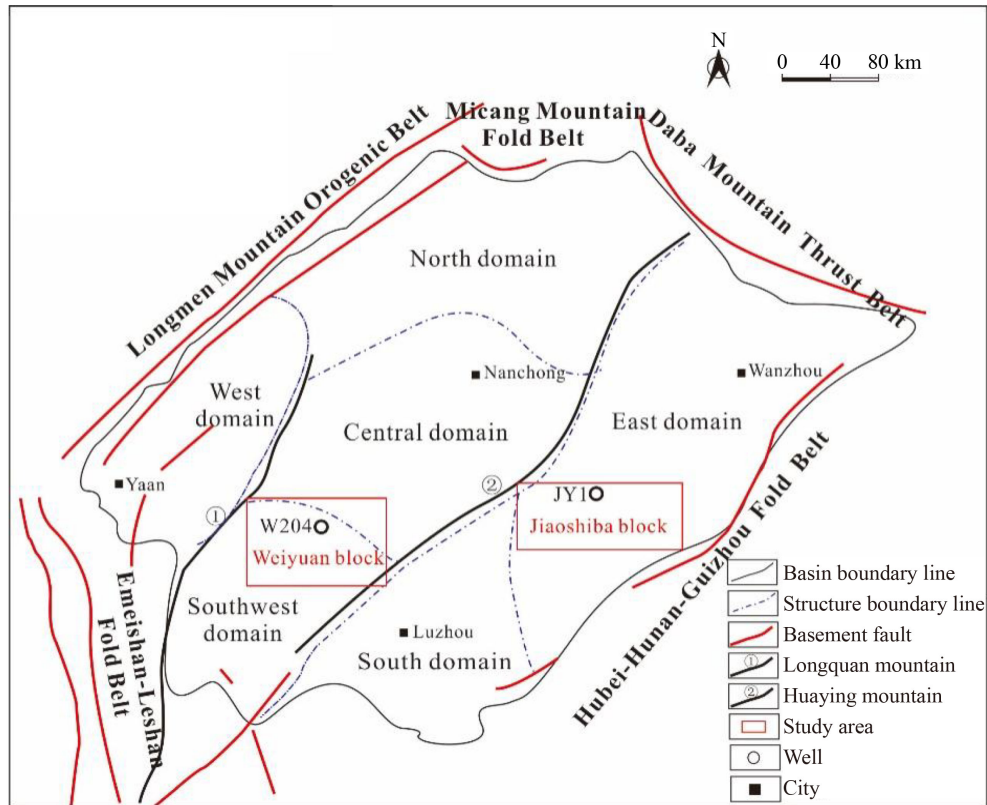 N
0 40 80 km
Micang Mountain
Fold Belt
Longmen Mountain Orogenic Belt
Daba Mountain Thrust Belt
North domain
Nanchong
Wanzhou
West
domain
Central domain
East domain
Yaan
①
②
W204
Weiyuan block
JY1
Jiaoshiba block
Emeishan-Leshan
Fold Belt
Southwest
domain
Luzhou
South domain
Hubei-Hunan-Guizhou Fold Belt
Basin boundary line
Structure boundary line
Basement fault
① Longquan mountain
② Huaying mountain
Study area
Well
City